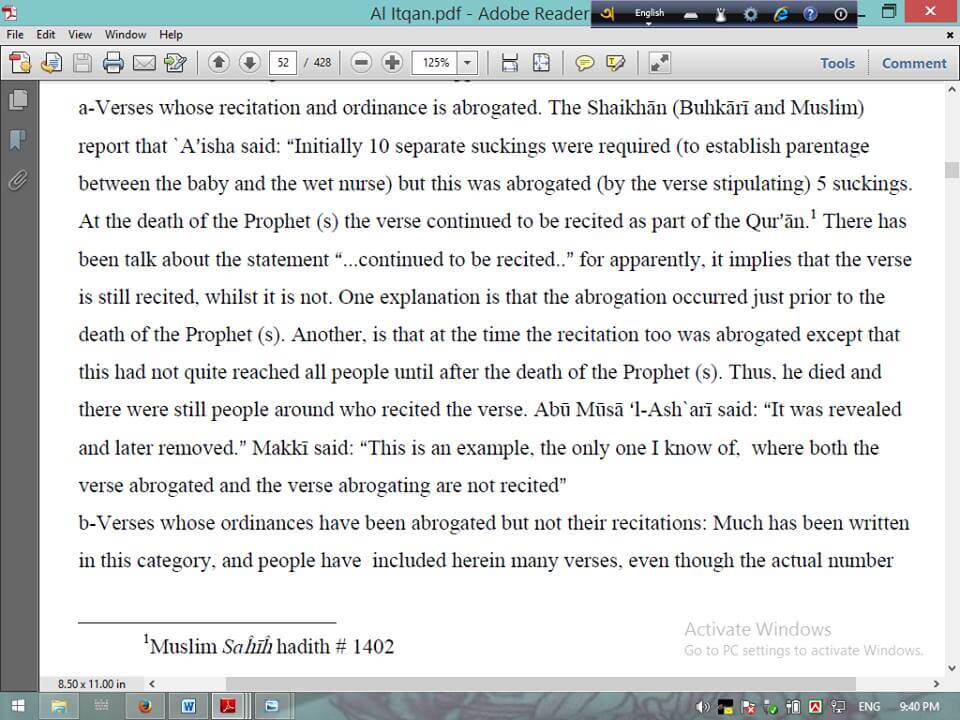 Al Itqan.pdf - Adobe Reader
English
File Edit View Window Help
52 / 428 125% Tools Comment
a-Verses whose recitation and ordinance is abrogated. The Shaikhān (Buhkārī and Muslim)
report that `A'isha said: “Initially 10 separate suckings were required (to establish parentage
between the baby and the wet nurse) but this was abrogated (by the verse stipulating) 5 suckings.
At the death of the Prophet (s) the verse continued to be recited as part of the Qur'ān.¹ There has
been talk about the statement “...continued to be recited..” for apparently, it implies that the verse
is still recited, whilst it is not. One explanation is that the abrogation occurred just prior to the
death of the Prophet (s). Another, is that at the time the recitation too was abrogated except that
this had not quite reached all people until after the death of the Prophet (s). Thus, he died and
there were still people around who recited the verse. Abū Mūsā ‘l-Ash`arī said: “It was revealed
and later removed.” Makkī said: “This is an example, the only one I know of, where both the
verse abrogated and the verse abrogating are not recited”
b-Verses whose ordinances have been abrogated but not their recitations: Much has been written
in this category, and people have included herein many verses, even though the actual number
¹Muslim Saĥīĥ hadith # 1402
Activate Windows
Go to PC settings to activate Windows.
8.50 x 11.00 in
ENG 9:40 PM